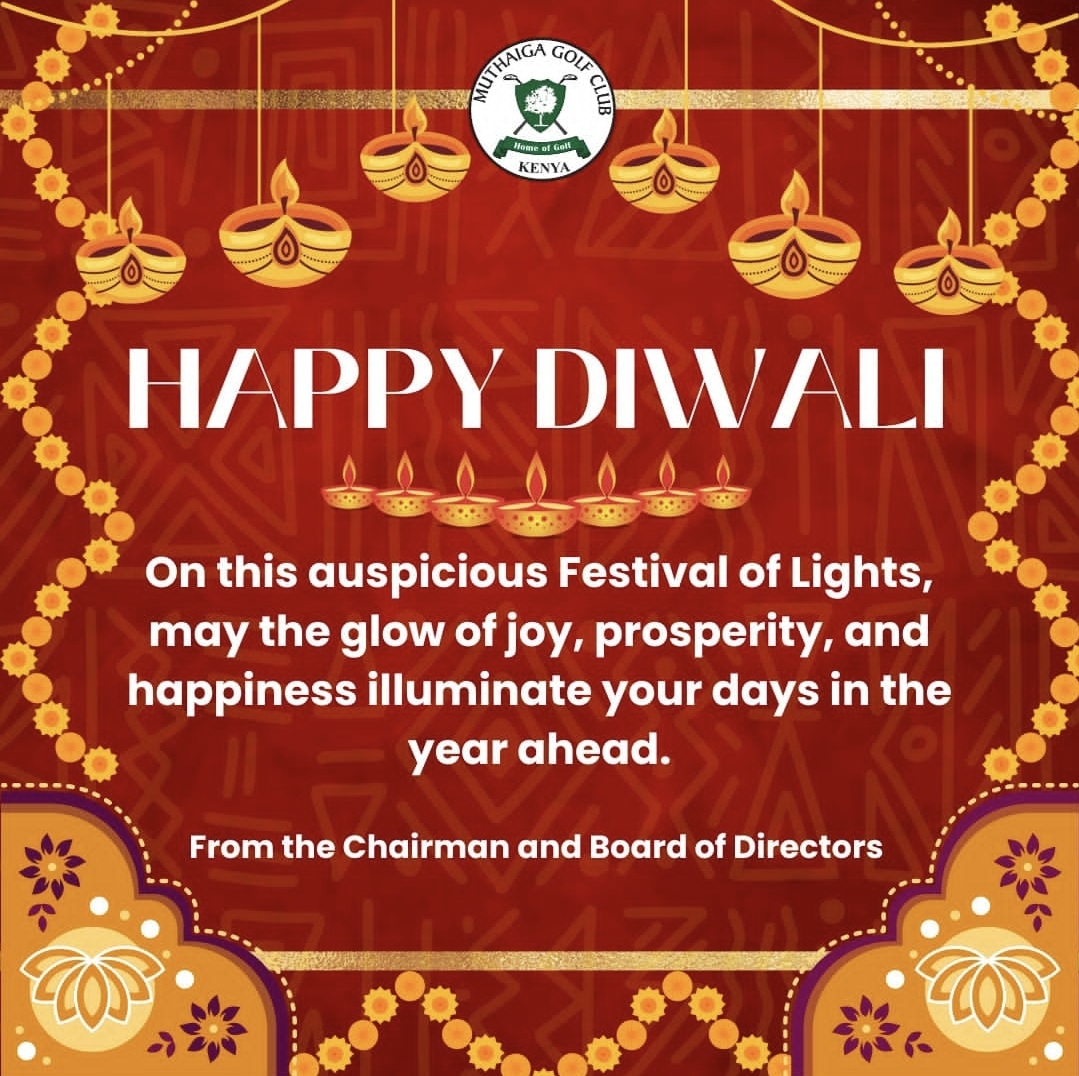 MUTHAIGA GOLF CLUB
Home of Golf
KENYA
HAPPY DIWALI
On this auspicious Festival of Lights,
may the glow of joy, prosperity, and
happiness illuminate your days in the
year ahead.
From the Chairman and Board of Directors